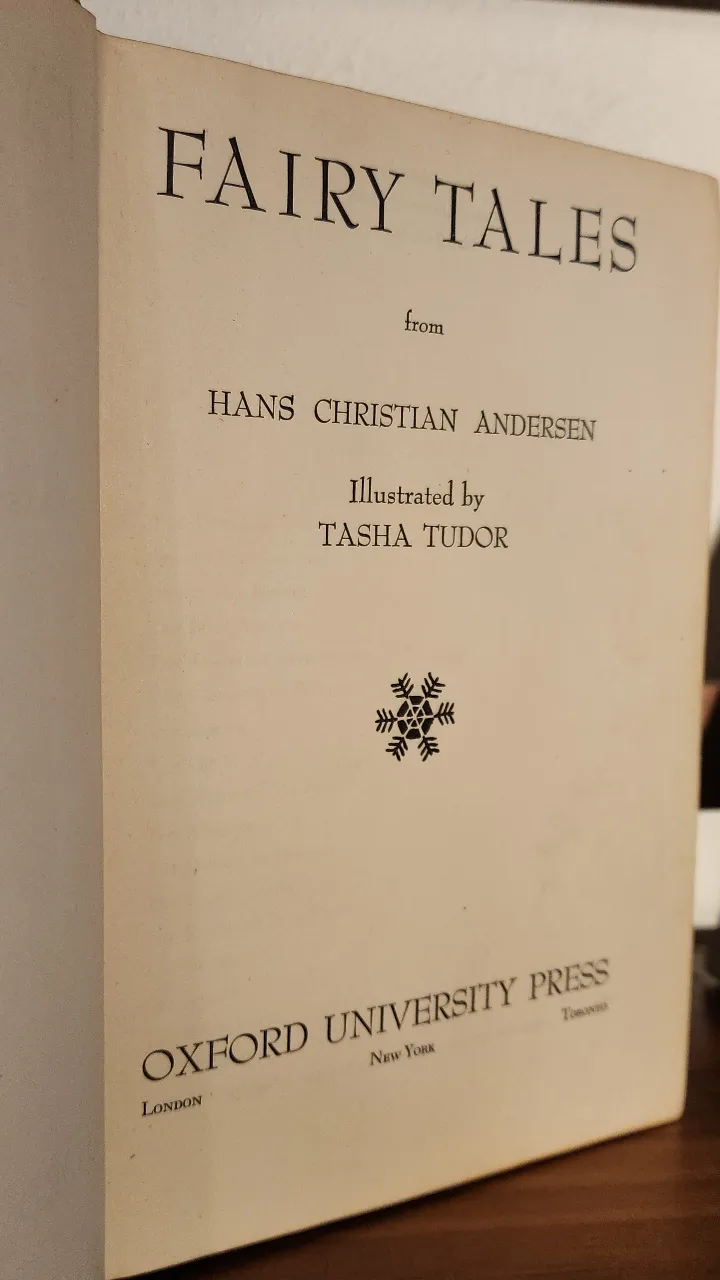 FAIRY TALES
from
HANS CHRISTIAN ANDERSEN
Illustrated by
TASHA TUDOR
OXFORD UNIVERSITY PRESS
London New York Toronto